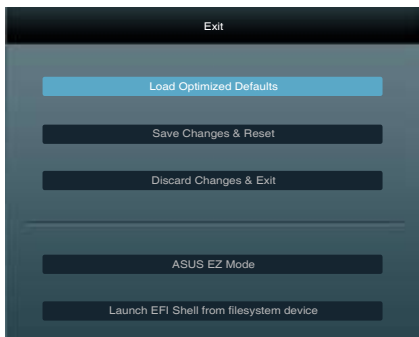 Exit
Load Optimized Defaults
Save Changes & Reset
Discard Changes & Exit
ASUS EZ Mode
Launch EFI Shell from filesystem device